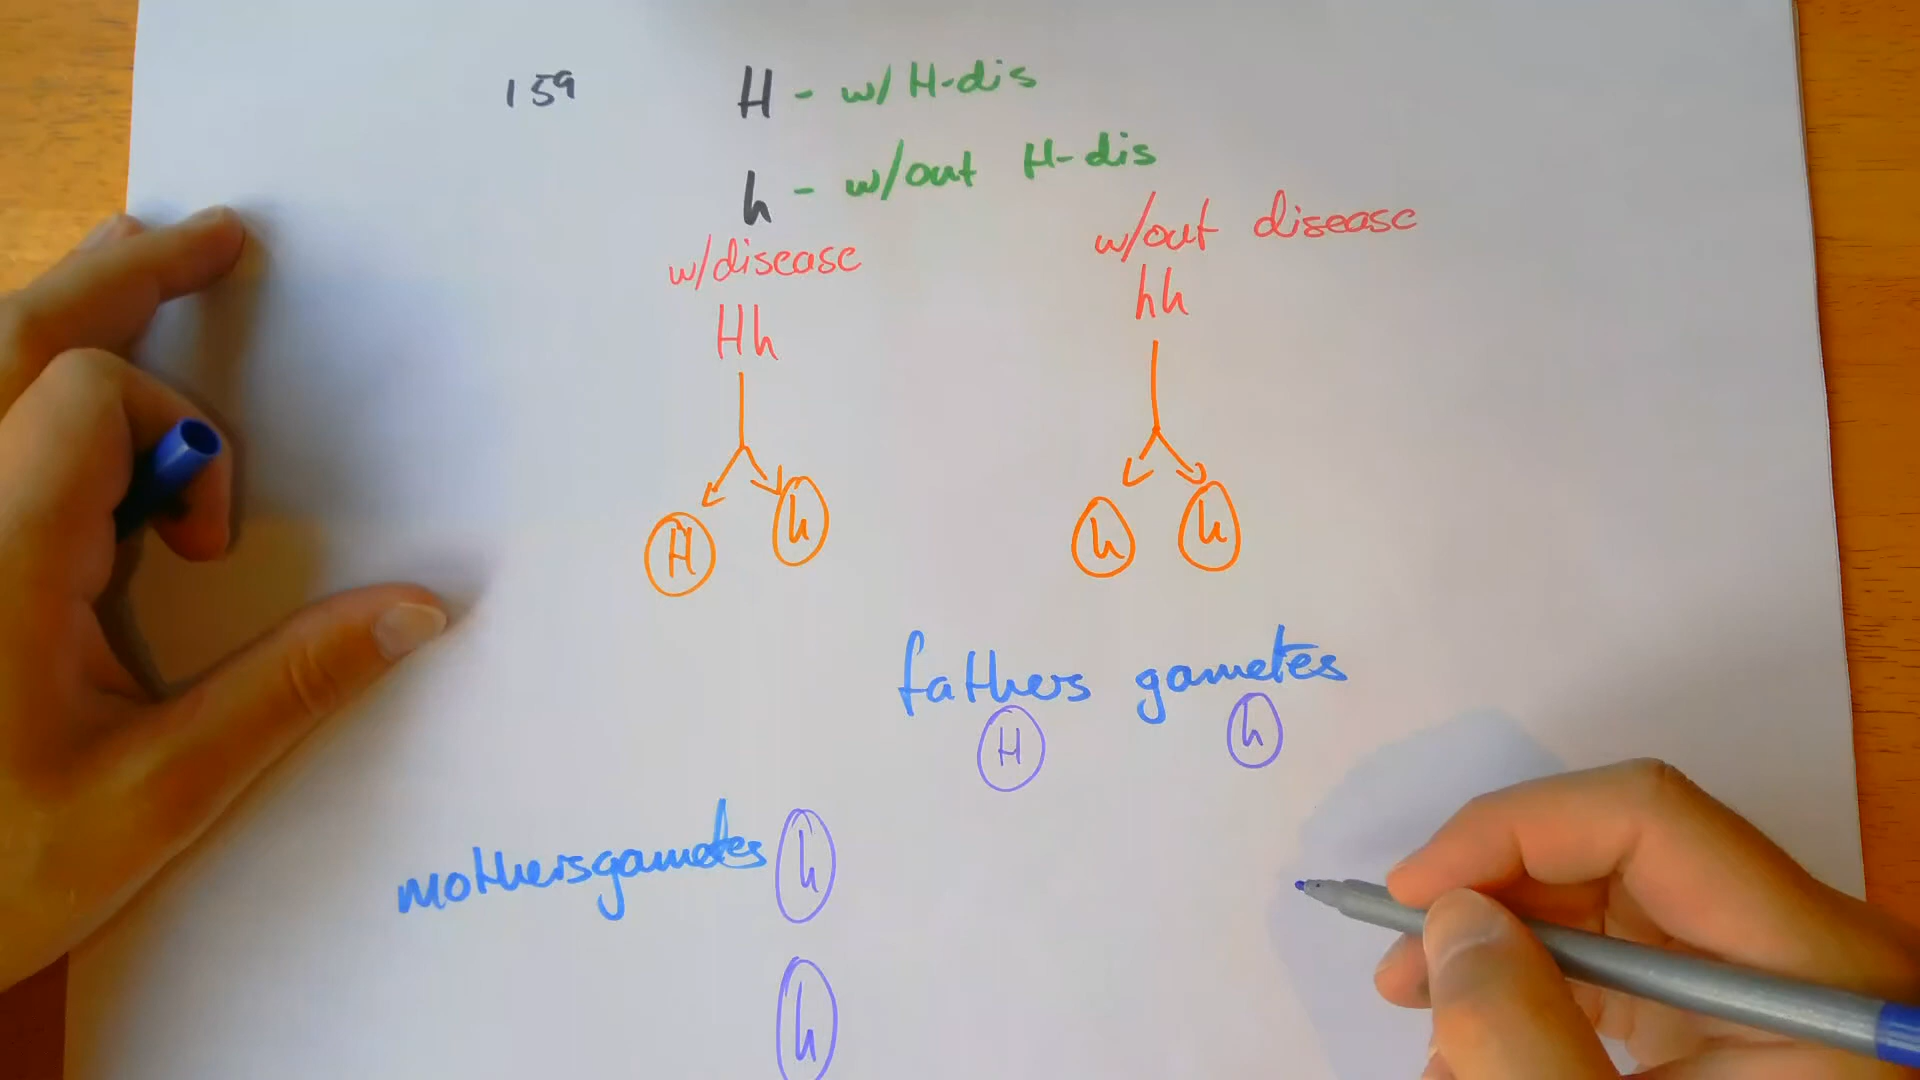 159
H - w/ H-dis
h - w/out H-dis
w/disease
w/out disease
Hh
hh
H h
h h
fathers gametes
H h
mothersgametes h
h